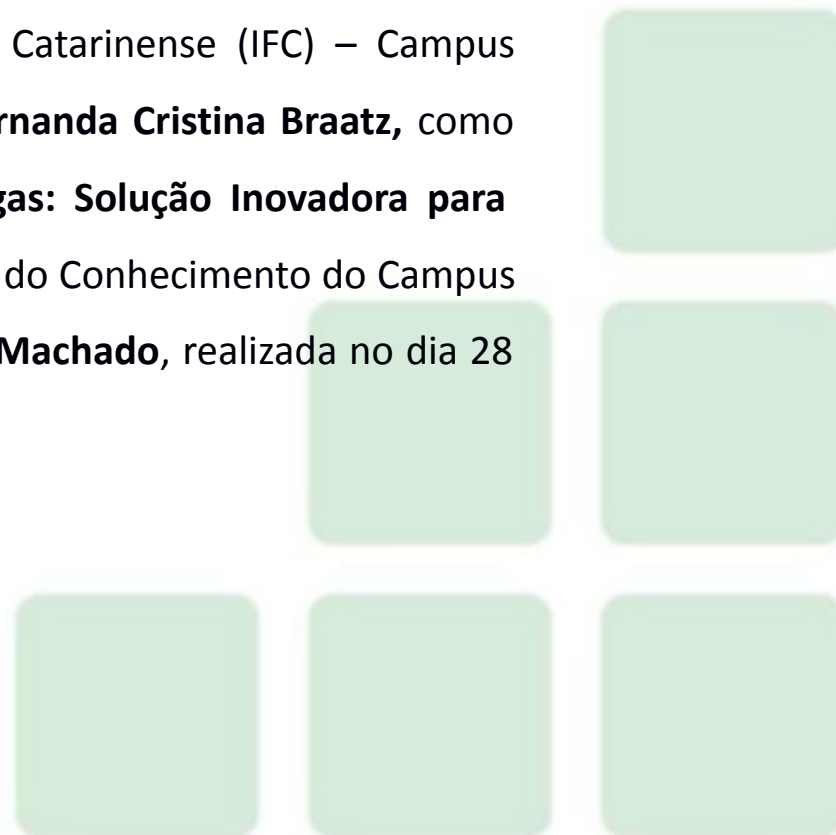 Catarinense (IFC) – Campus
rnanda Cristina Braatz, como
gas: Solução Inovadora para
do Conhecimento do Campus
Machado, realizada no dia 28